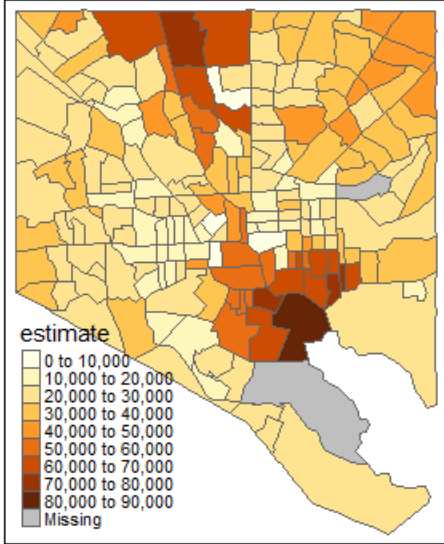 estimate
0 to 10,000
10,000 to 20,000
20,000 to 30,000
30,000 to 40,000
40,000 to 50,000
50,000 to 60,000
60,000 to 70,000
70,000 to 80,000
80,000 to 90,000
Missing